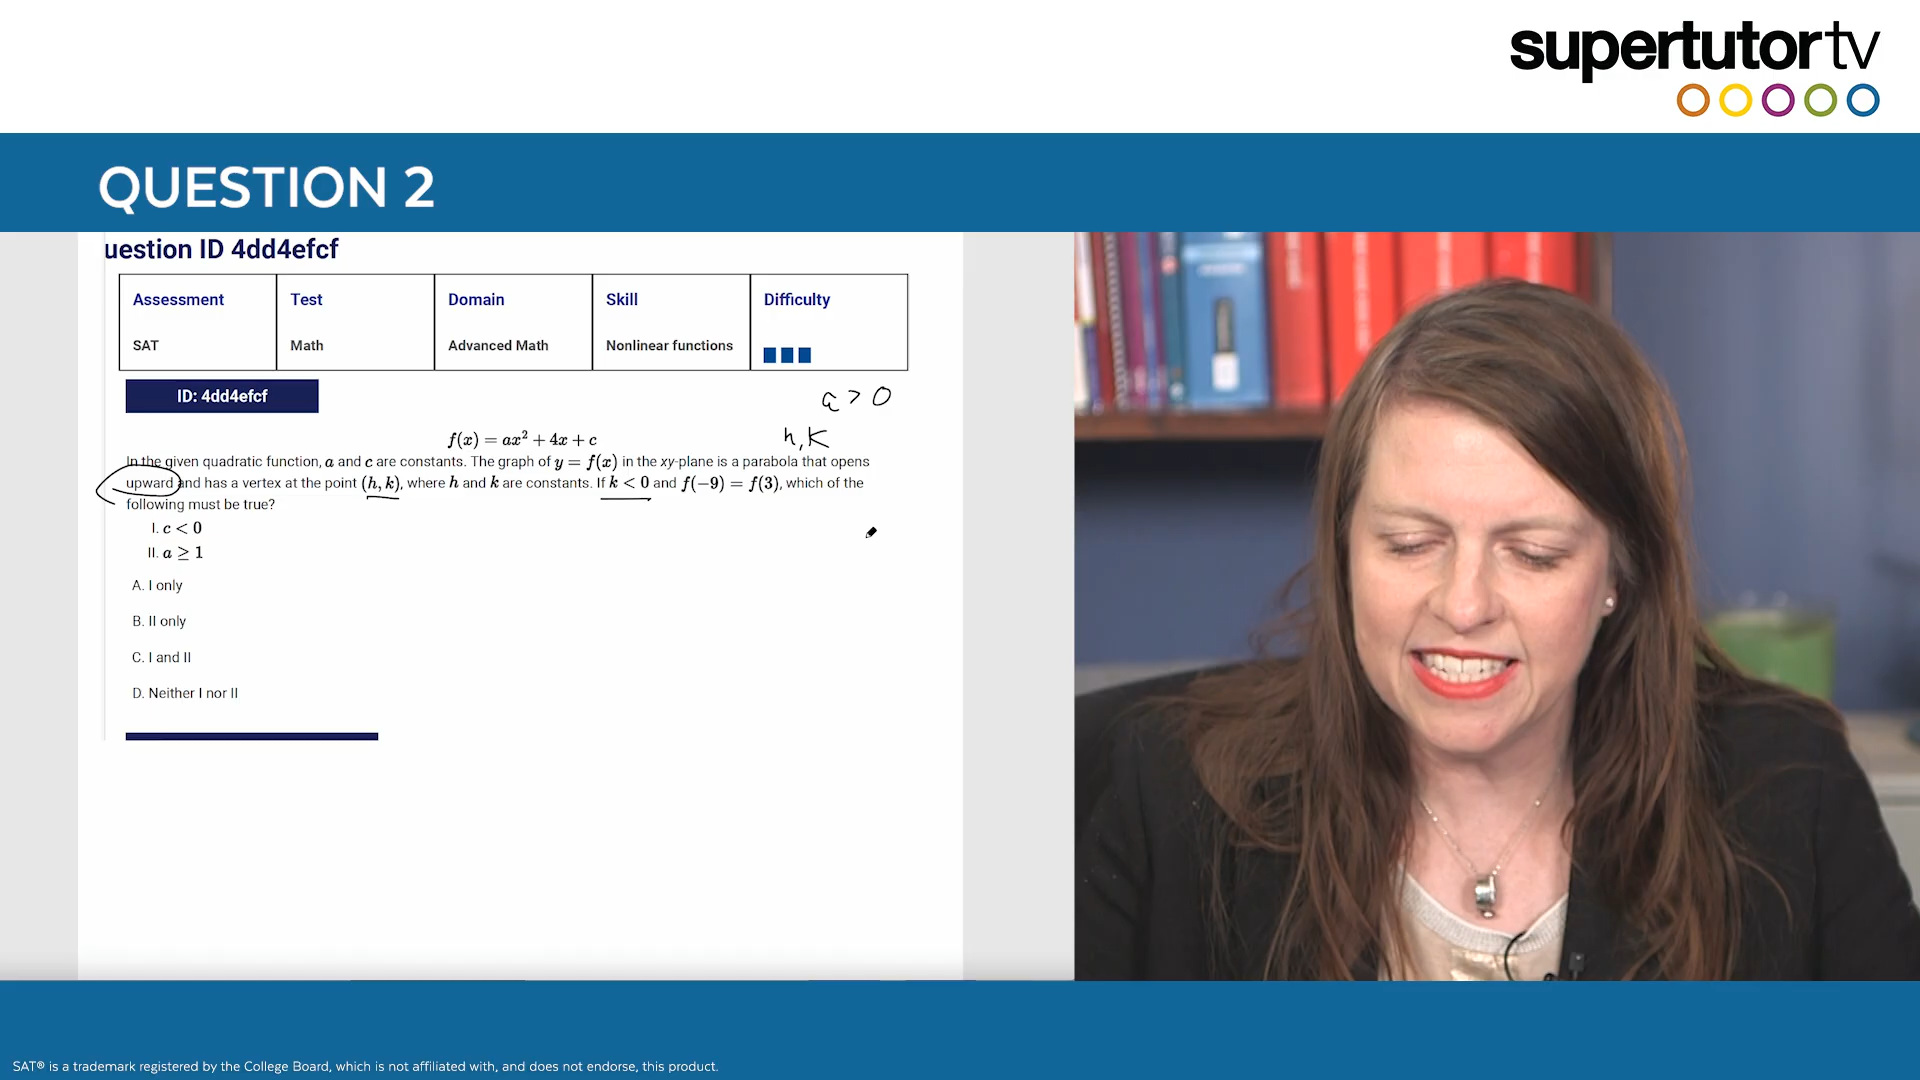 supertutortv
QUESTION 2
uestion ID 4dd4efcf
Assessment Test Domain Skill Difficulty
SAT Math Advanced Math Nonlinear functions
ID: 4dd4efcf
a > 0
f(x) = ax² + 4x + c
h, K
In the given quadratic function, a and c are constants. The graph of y = f(x) in the xy-plane is a parabola that opens
upward and has a vertex at the point (h, k), where h and k are constants. If k < 0 and f(−9) = f(3), which of the
following must be true?
I. c < 0
II. a ≥ 1
A. I only
B. II only
C. I and II
D. Neither I nor II
SAT® is a trademark registered by the College Board, which is not affiliated with, and does not endorse, this product.